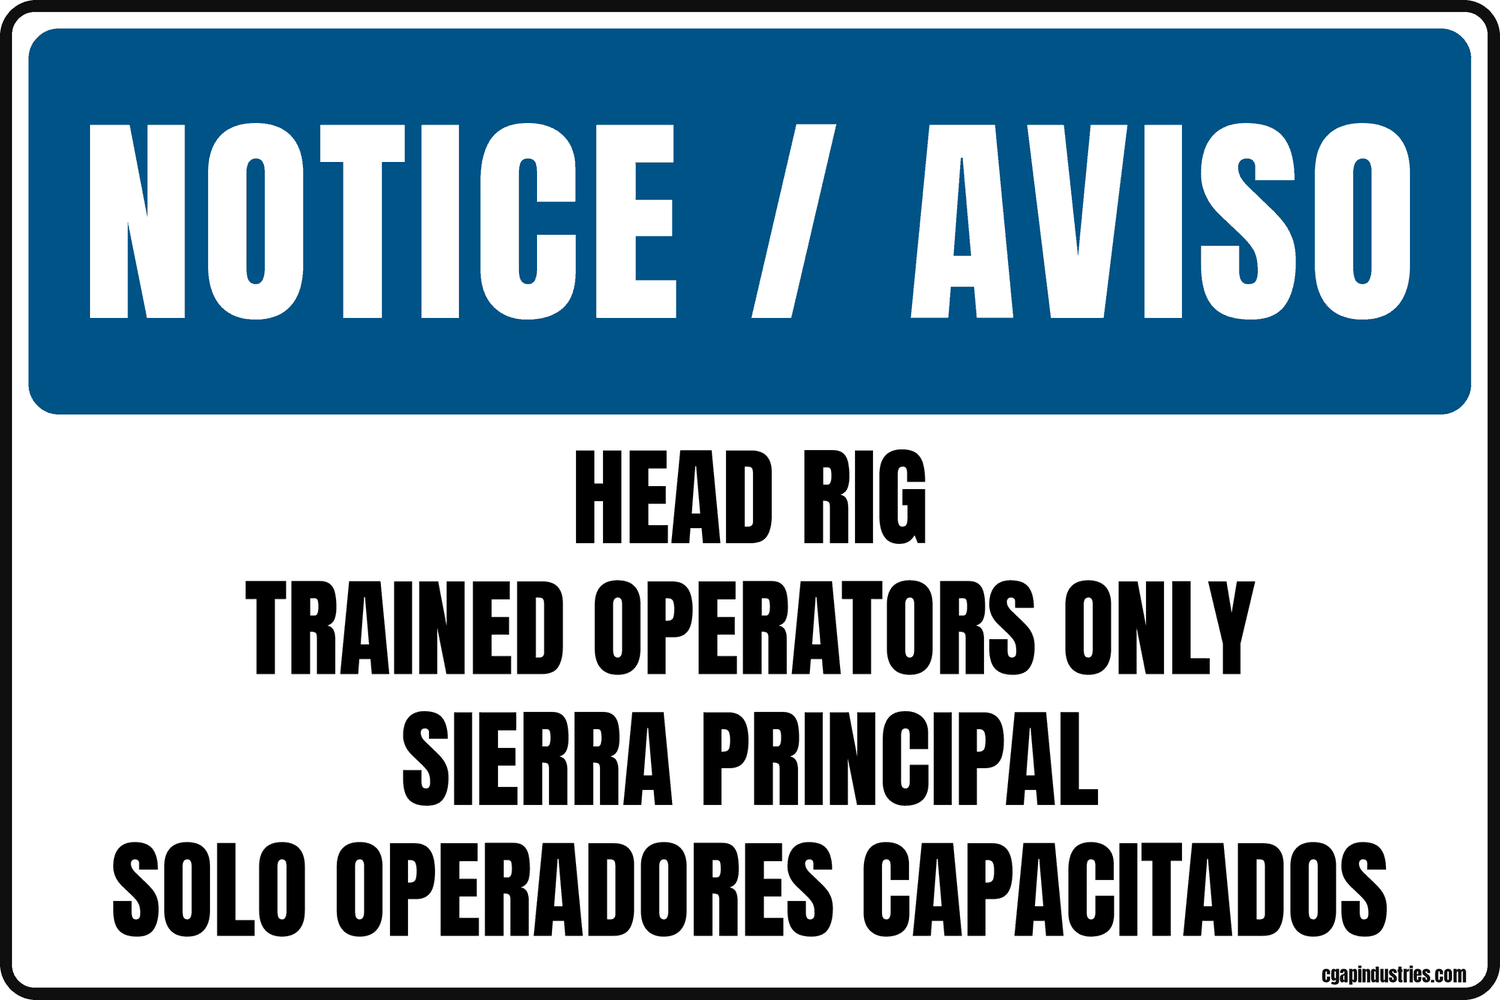 NOTICE / AVISO
HEAD RIG
TRAINED OPERATORS ONLY
SIERRA PRINCIPAL
SOLO OPERADORES CAPACITADOS
cgapindustries.com